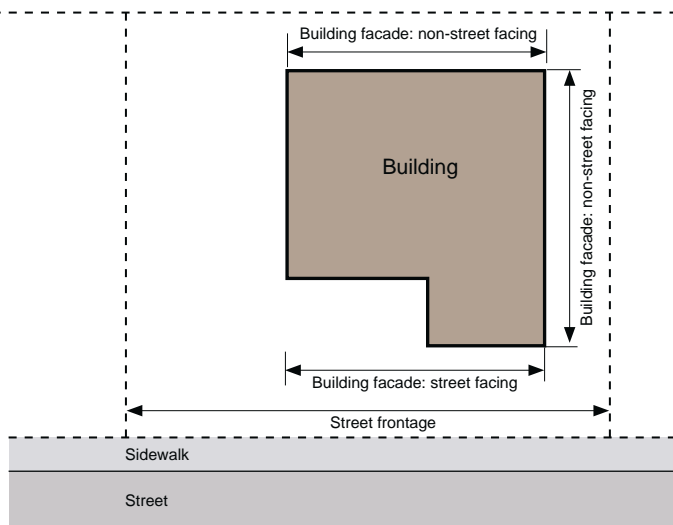 Building facade: non-street facing
Building
Building facade: non-street facing
Building facade: street facing
Street frontage
Sidewalk
Street